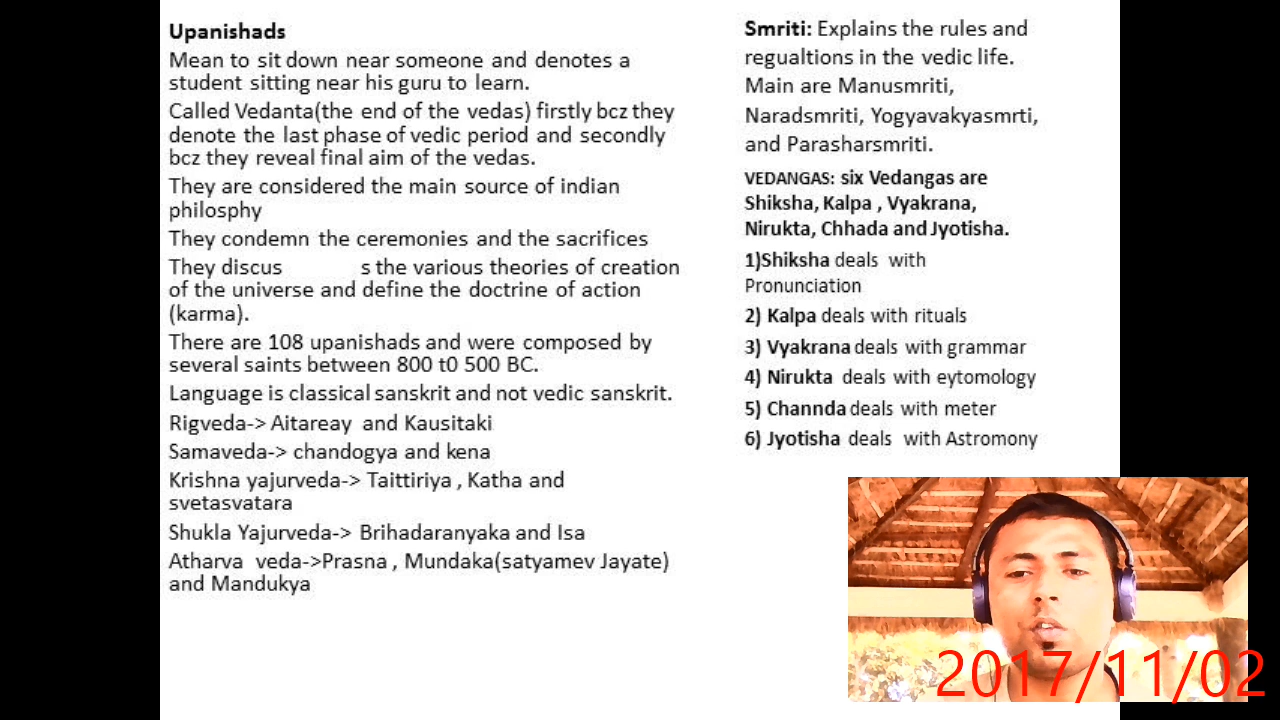 Upanishads
Mean to sit down near someone and denotes a
student sitting near his guru to learn.
Called Vedanta(the end of the vedas) firstly bcz they
denote the last phase of vedic period and secondly
bcz they reveal final aim of the vedas.
They are considered the main source of indian
philosphy
They condemn the ceremonies and the sacrifices
They discus s the various theories of creation
of the universe and define the doctrine of action
(karma).
There are 108 upanishads and were composed by
several saints between 800 t0 500 BC.
Language is classical sanskrit and not vedic sanskrit.
Rigveda-> Aitareay and Kausitaki
Samaveda-> chandogya and kena
Krishna yajurveda-> Taittiriya , Katha and
svetasvatara
Shukla Yajurveda-> Brihadaranyaka and Isa
Atharva veda->Prasna , Mundaka(satyamev Jayate)
and Mandukya
Smriti: Explains the rules and
regualtions in the vedic life.
Main are Manusmriti,
Naradsmriti, Yogyavakyasmrti,
and Parasharsmriti.
VEDANGAS: six Vedangas are
Shiksha, Kalpa , Vyakrana,
Nirukta, Chhada and Jyotisha.
1)Shiksha deals with
Pronunciation
2) Kalpa deals with rituals
3) Vyakrana deals with grammar
4) Nirukta deals with eytomology
5) Channda deals with meter
6) Jyotisha deals with Astromony
2017/11/02